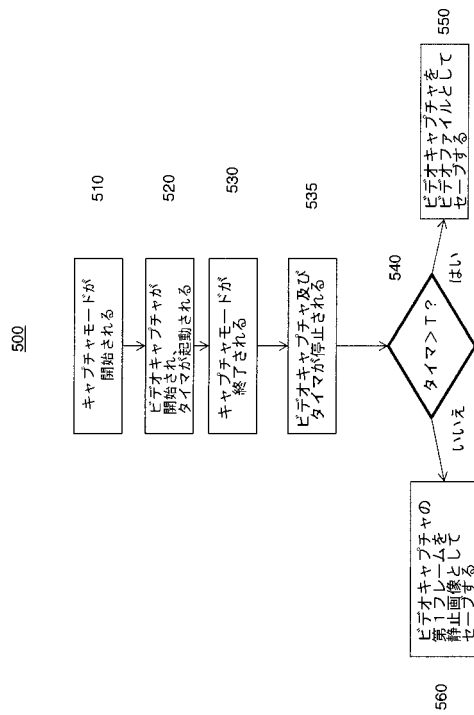 500
510
キャプチャモードが
開始される
520
ビデオキャプチャが
開始され、
タイマが起動される
530
キャプチャモードが
終了される
535
ビデオキャプチャ及び
タイマが停止される
540
タイマ>T?
はい
いいえ
550
ビデオキャプチャを
ビデオファイルとして
セーブする
560
ビデオキャプチャの
第1フレームを
静止画像として
セーブする